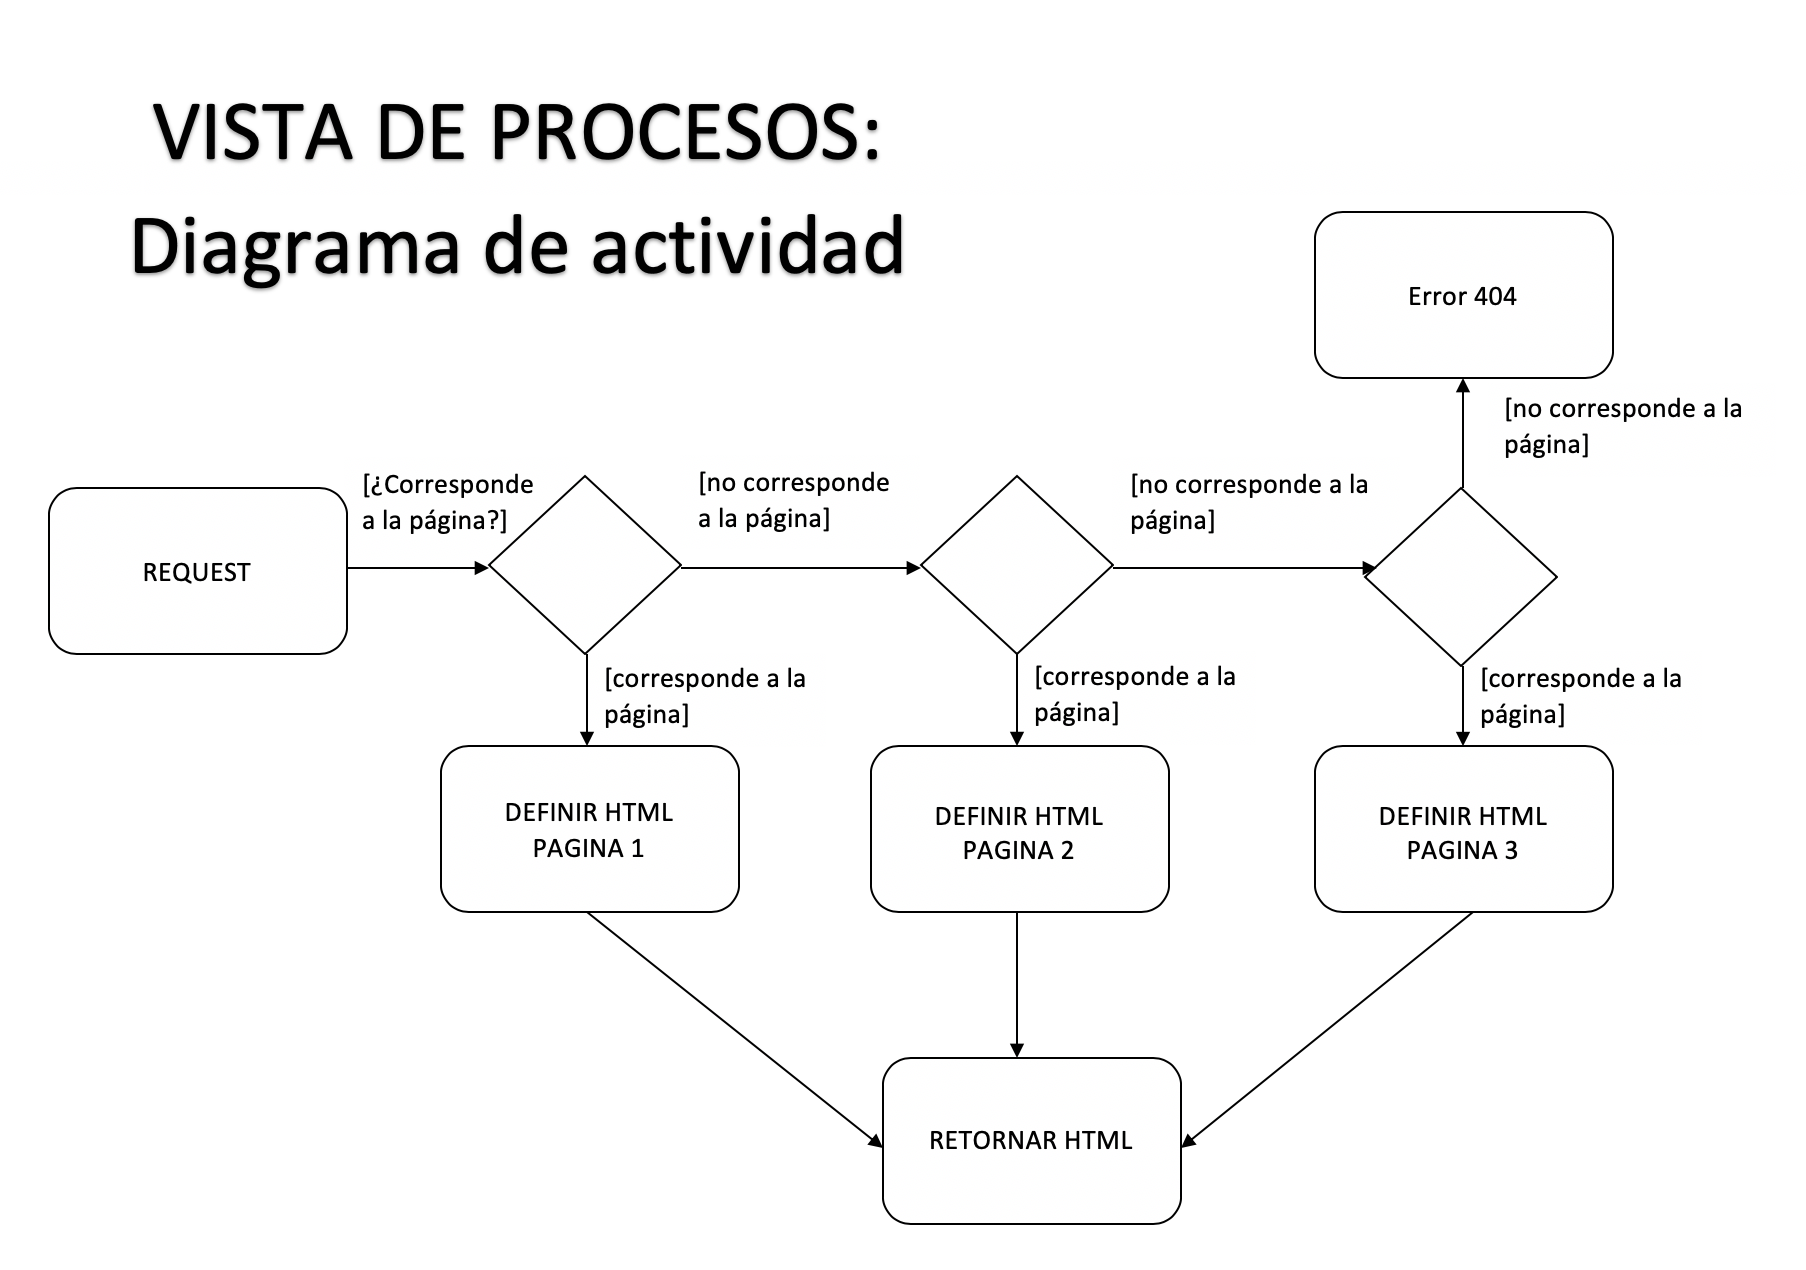 VISTA DE PROCESOS:
Diagrama de actividad
Error 404
[no corresponde a la
página]
[¿Corresponde
a la página?]
[no corresponde
a la página]
[no corresponde a la
página]
REQUEST
[corresponde a la
página]
[corresponde a la
página]
[corresponde a la
página]
DEFINIR HTML
PAGINA 1
DEFINIR HTML
PAGINA 2
DEFINIR HTML
PAGINA 3
RETORNAR HTML